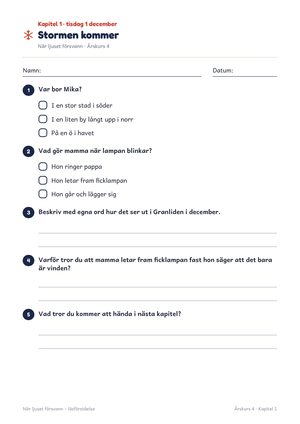 Kapitel 1 · tisdag 1 december
Stormen kommer
När ljuset försvann · Årskurs 4
Namn: Datum:
1 Var bor Mika?
I en stor stad i söder
I en liten by långt upp i norr
På en ö i havet
2 Vad gör mamma när lampan blinkar?
Hon ringer pappa
Hon letar fram ficklampan
Hon går och lägger sig
3 Beskriv med egna ord hur det ser ut i Granliden i december.
4 Varför tror du att mamma letar fram ficklampan fast hon säger att det bara
är vinden?
5 Vad tror du kommer att hända i nästa kapitel?
När ljuset försvann – läsförståelse Årskurs 4 · Kapitel 1